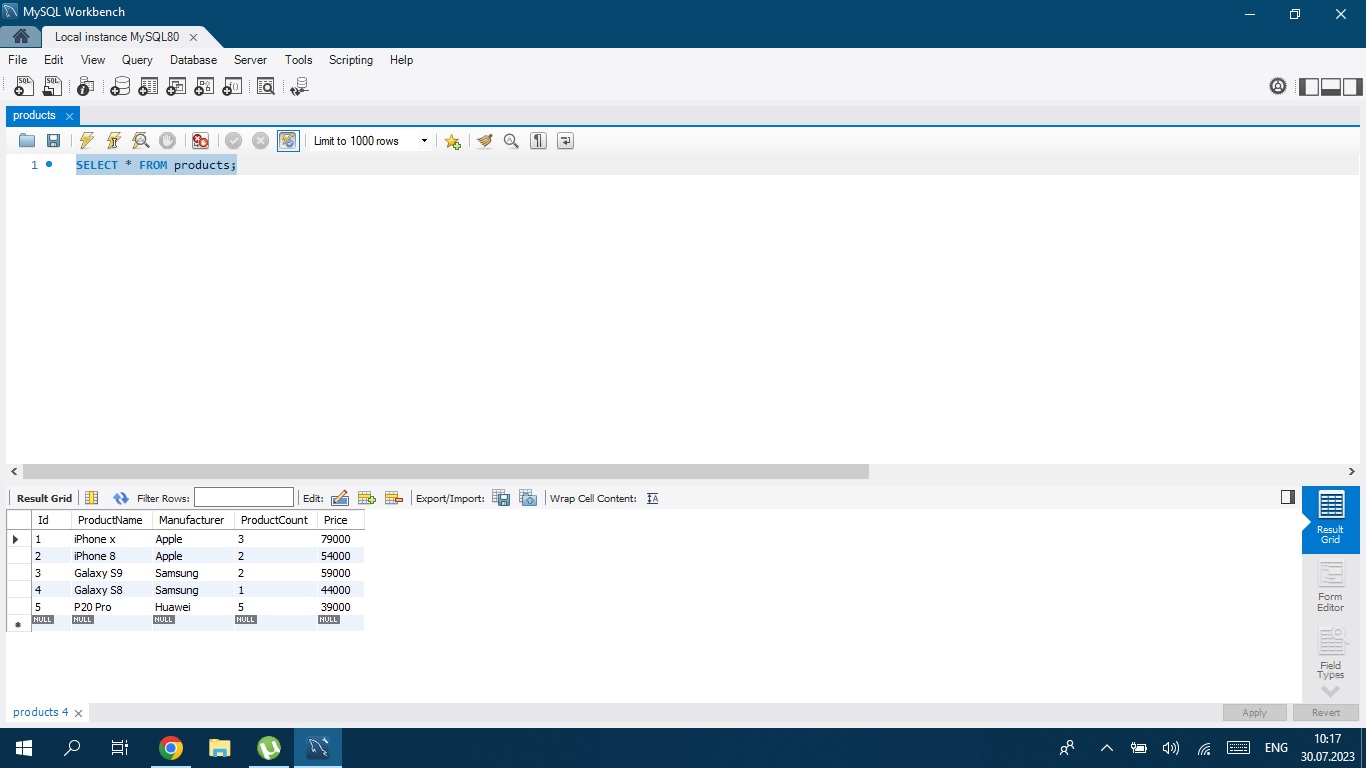 MySQL Workbench
Local instance MySQL80
File Edit View Query Database Server Tools Scripting Help
SQL SQL
products
Limit to 1000 rows
1 SELECT * FROM products;
Result Grid Filter Rows: Edit: Export/Import: Wrap Cell Content:
Id ProductName Manufacturer ProductCount Price
1 iPhone x Apple 3 79000
2 iPhone 8 Apple 2 54000
3 Galaxy S9 Samsung 2 59000
4 Galaxy S8 Samsung 1 44000
5 P20 Pro Huawei 5 39000
NULL NULL NULL NULL NULL
Result
Grid
Form
Editor
Field
Types
products 4
Apply Revert
ENG
10:17
30.07.2023